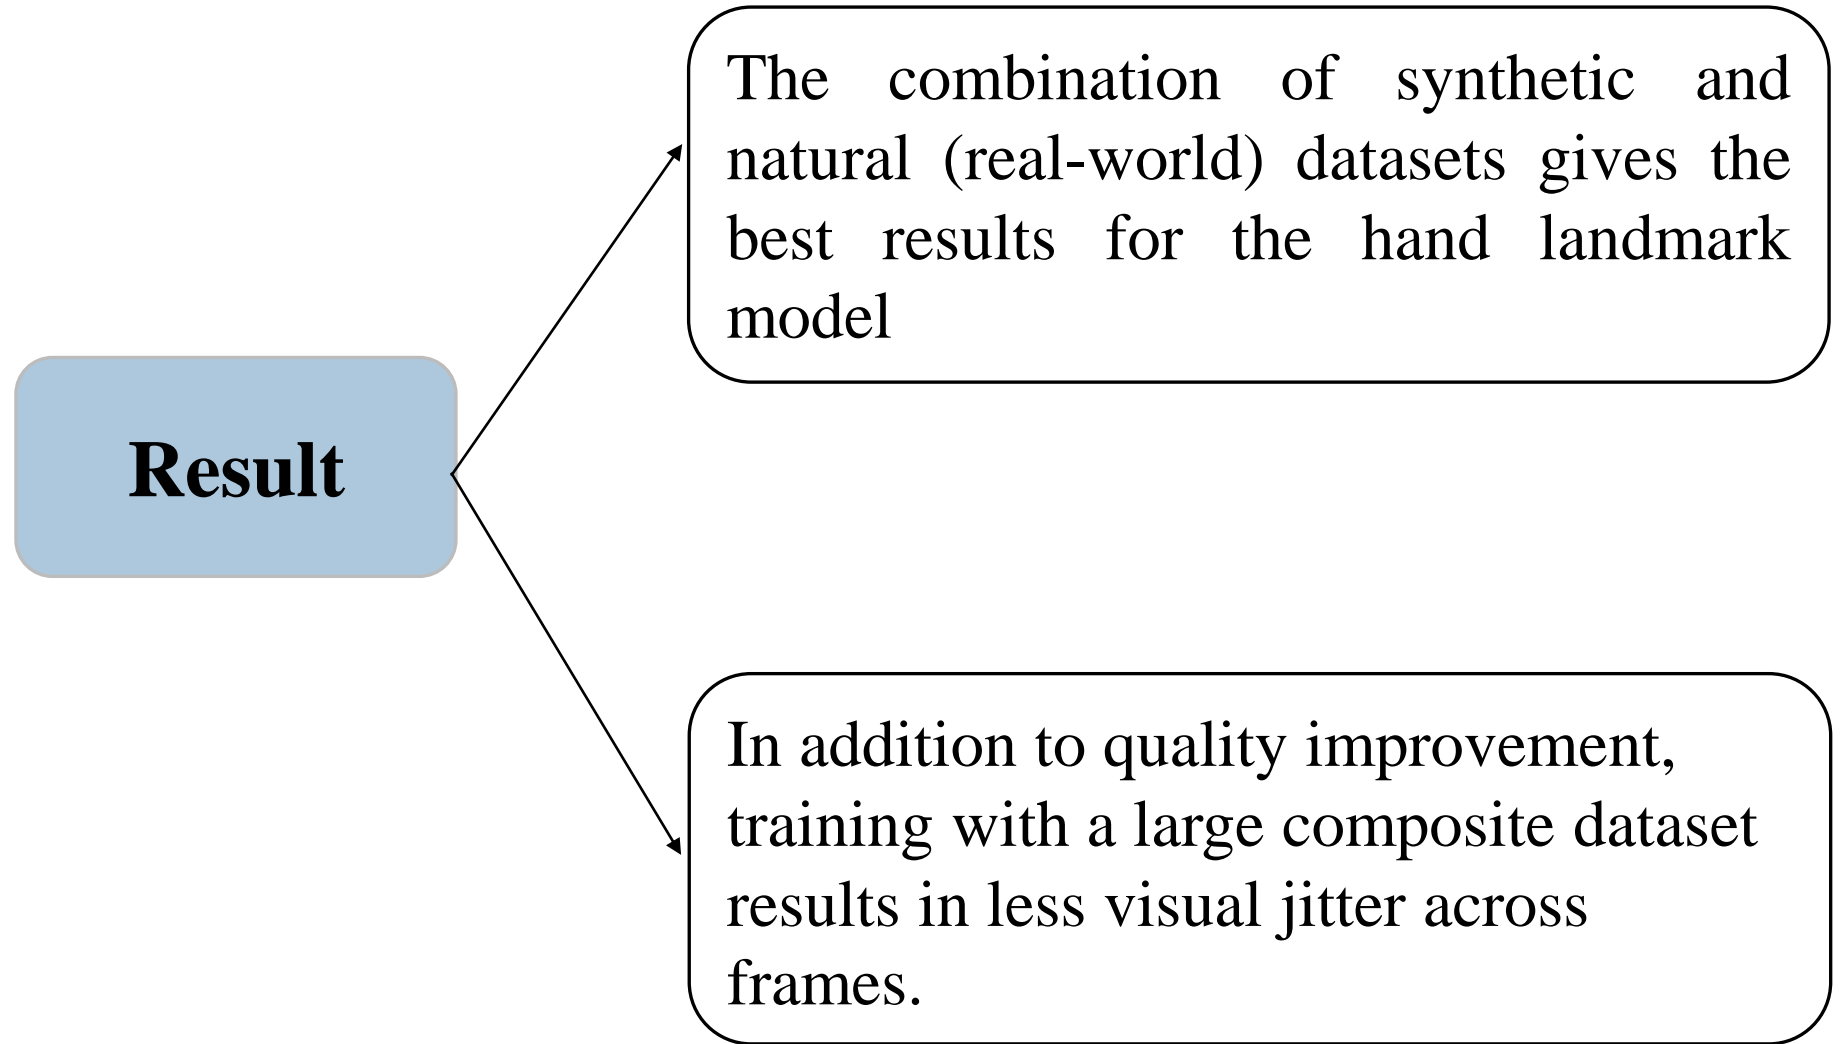 The combination of synthetic and
natural (real-world) datasets gives the
best results for the hand landmark
model
Result
In addition to quality improvement,
training with a large composite dataset
results in less visual jitter across
frames.